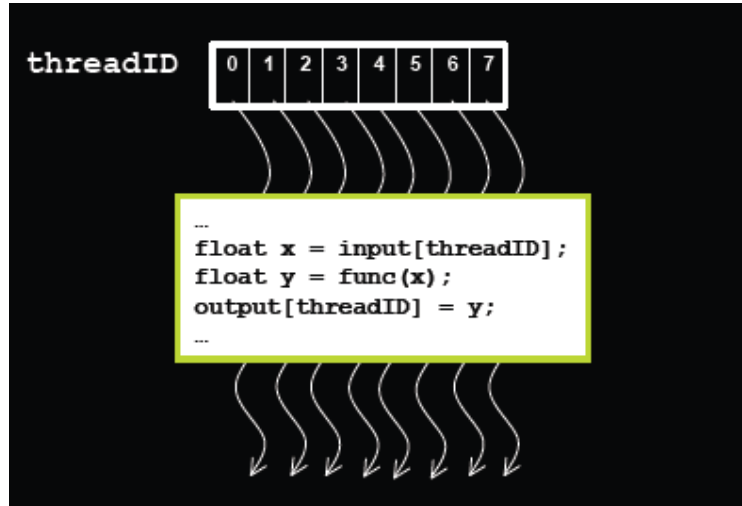 threadID 0 1 2 3 4 5 6 7
…
float x = input[threadID];
float y = func(x);
output[threadID] = y;
…